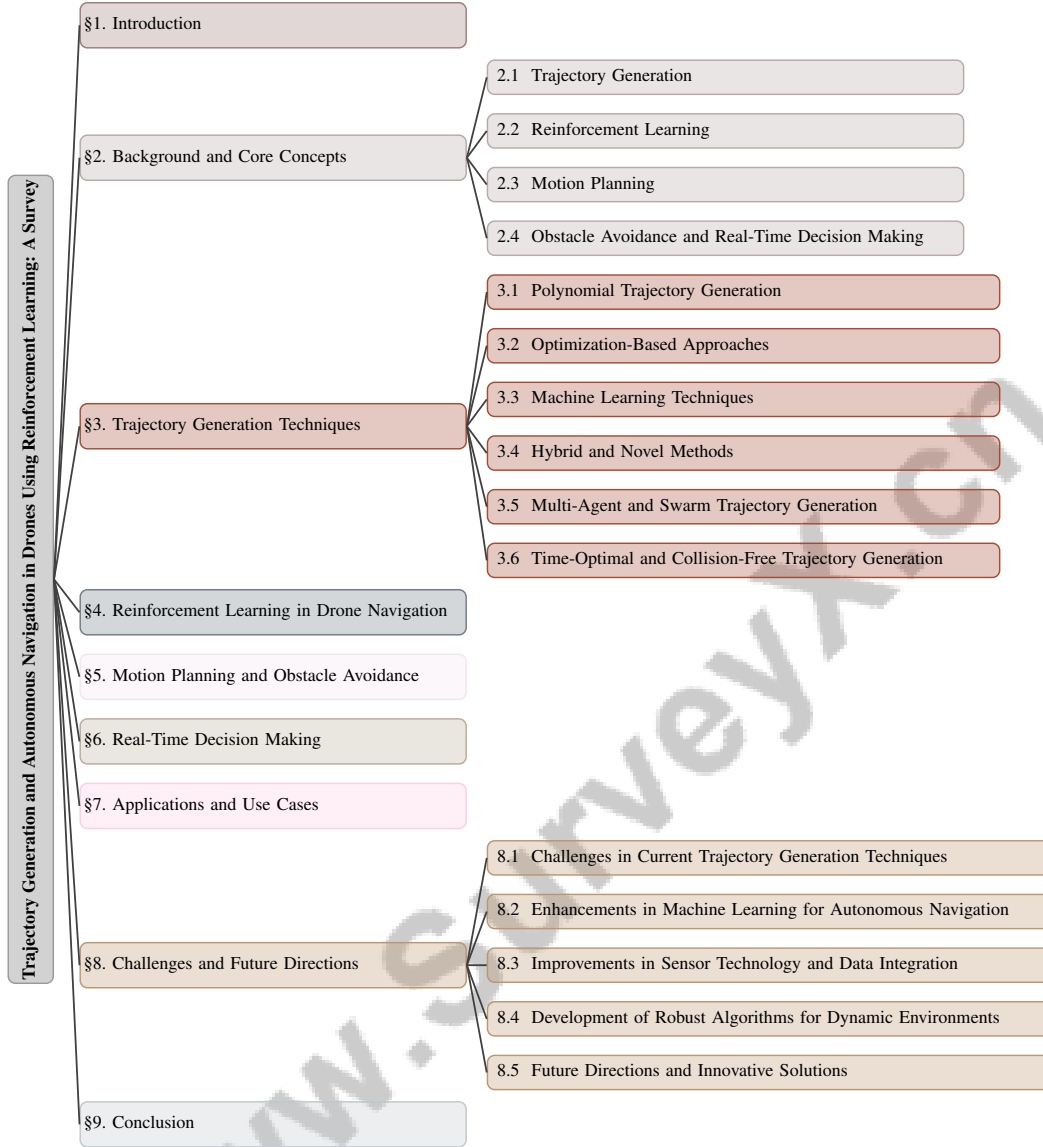 Trajectory Generation and Autonomous Navigation in Drones Using Reinforcement Learning: A Survey
§1. Introduction
§2. Background and Core Concepts
2.1 Trajectory Generation
2.2 Reinforcement Learning
2.3 Motion Planning
2.4 Obstacle Avoidance and Real-Time Decision Making
§3. Trajectory Generation Techniques
3.1 Polynomial Trajectory Generation
3.2 Optimization-Based Approaches
3.3 Machine Learning Techniques
3.4 Hybrid and Novel Methods
3.5 Multi-Agent and Swarm Trajectory Generation
3.6 Time-Optimal and Collision-Free Trajectory Generation
§4. Reinforcement Learning in Drone Navigation
§5. Motion Planning and Obstacle Avoidance
§6. Real-Time Decision Making
§7. Applications and Use Cases
§8. Challenges and Future Directions
8.1 Challenges in Current Trajectory Generation Techniques
8.2 Enhancements in Machine Learning for Autonomous Navigation
8.3 Improvements in Sensor Technology and Data Integration
8.4 Development of Robust Algorithms for Dynamic Environments
8.5 Future Directions and Innovative Solutions
§9. Conclusion
www.surveyx.cn